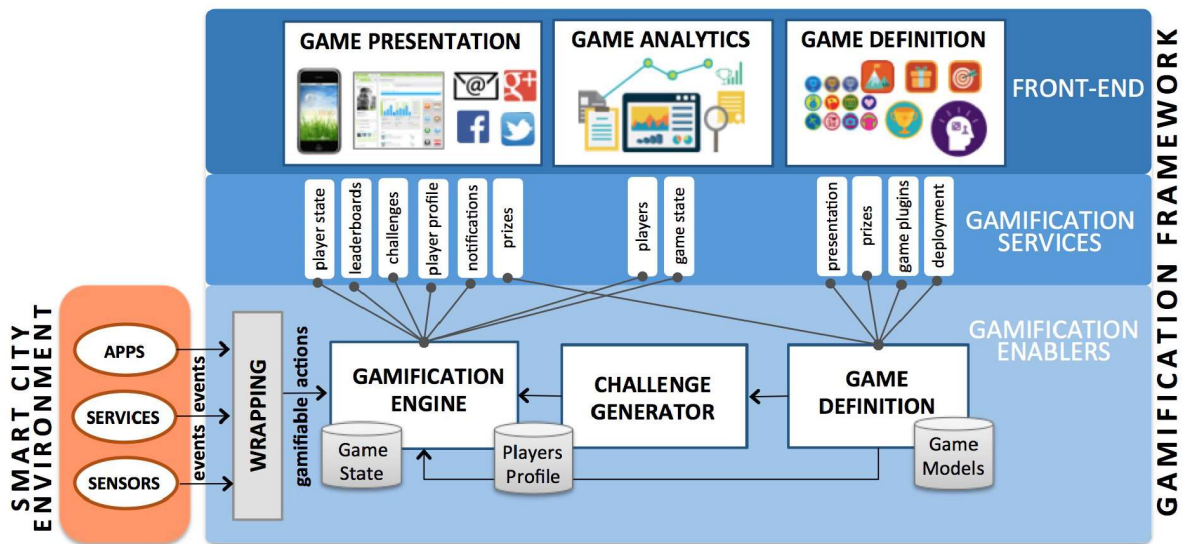 GAME PRESENTATION
GAME ANALYTICS
GAME DEFINITION
FRONT-END
@
g+
f
player state
leaderboards
challenges
player profile
notifications
prizes
players
game state
presentation
prizes
game plugins
deployment
GAMIFICATION
SERVICES
GAMIFICATION
ENABLERS
SMART CITY
ENVIRONMENT
APPS
SERVICES
SENSORS
events
events
WRAPPING
gamifiable actions
GAMIFICATION
ENGINE
Game
State
CHALLENGE
GENERATOR
Players
Profile
GAME
DEFINITION
Game
Models
GAMIFICATION FRAMEWORK